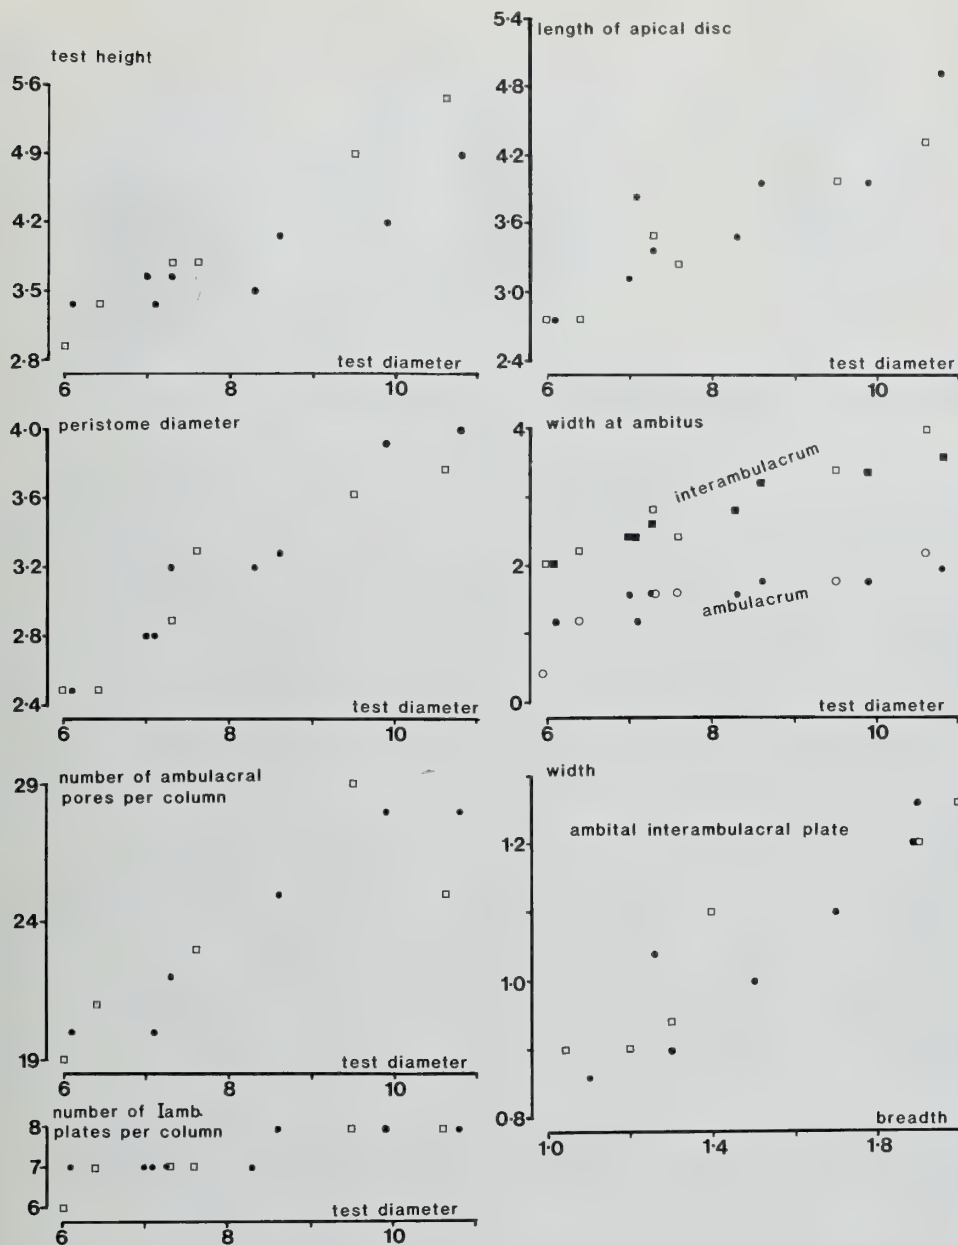 test height
5·6
4·9
4·2
3·5
2·8
test diameter
6 8 10
length of apical disc
5·4
4·8
4·2
3·6
3·0
2·4
test diameter
6 8 10
peristome diameter
4·0
3·6
3·2
2·8
2·4
test diameter
6 8 10
width at ambitus
4
interambulacrum
2
ambulacrum
0
test diameter
6 8 10
number of ambulacral
pores per column
29
24
19
test diameter
6 8 10
width
ambital interambulacral plate
1·2
1·0
0·8
breadth
1·0 1·4 1·8
number of Iamb.
plates per column
8
7
6
test diameter
6 8 10